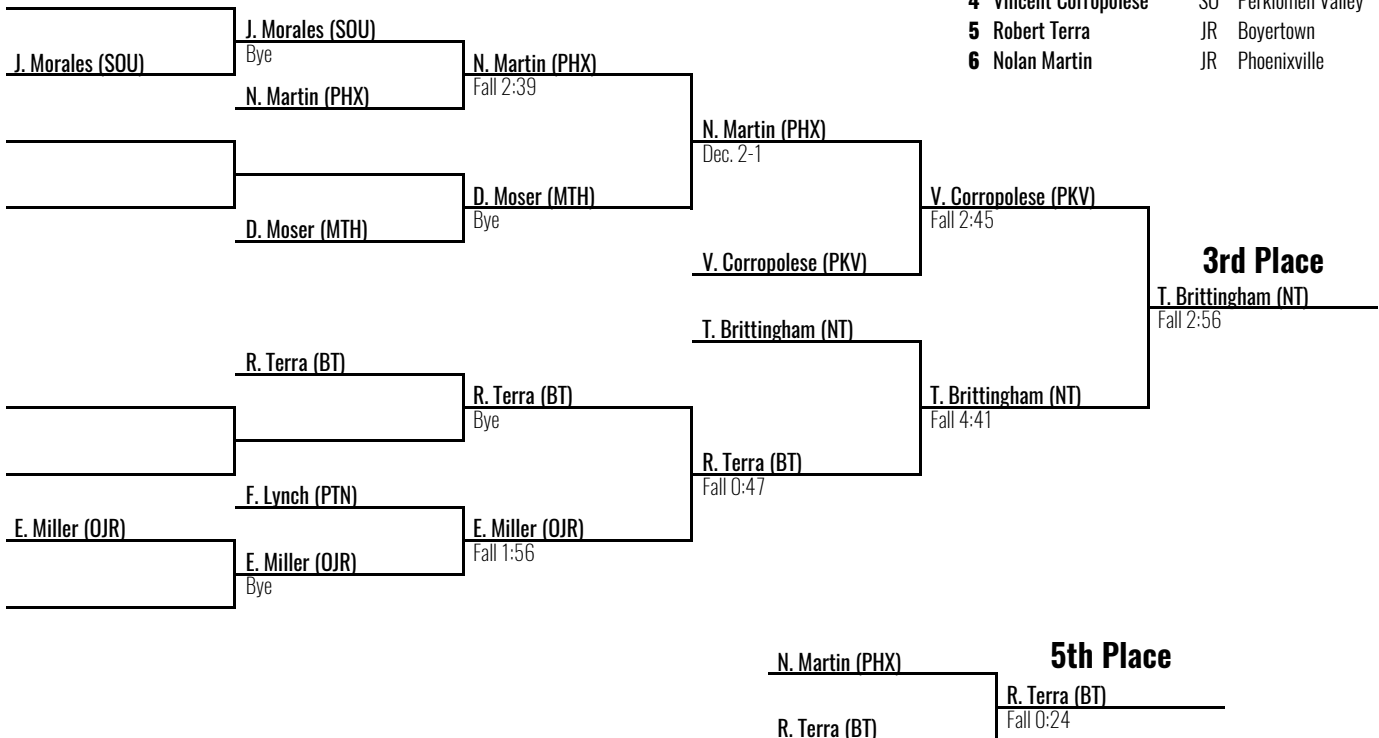 4 Vincent Corropolese SO Perkiomen Valley
5 Robert Terra JR Boyertown
6 Nolan Martin JR Phoenixville
J. Morales (SOU)
J. Morales (SOU)
Bye
N. Martin (PHX)
N. Martin (PHX)
Fall 2:39
D. Moser (MTH)
D. Moser (MTH)
Bye
N. Martin (PHX)
Dec. 2-1
V. Corropolese (PKV)
V. Corropolese (PKV)
Fall 2:45
3rd Place
T. Brittingham (NT)
Fall 2:56
T. Brittingham (NT)
T. Brittingham (NT)
Fall 4:41
R. Terra (BT)
R. Terra (BT)
Bye
R. Terra (BT)
Fall 0:47
F. Lynch (PTN)
E. Miller (OJR)
E. Miller (OJR)
Bye
E. Miller (OJR)
Fall 1:56
5th Place
N. Martin (PHX)
R. Terra (BT)
R. Terra (BT)
Fall 0:24